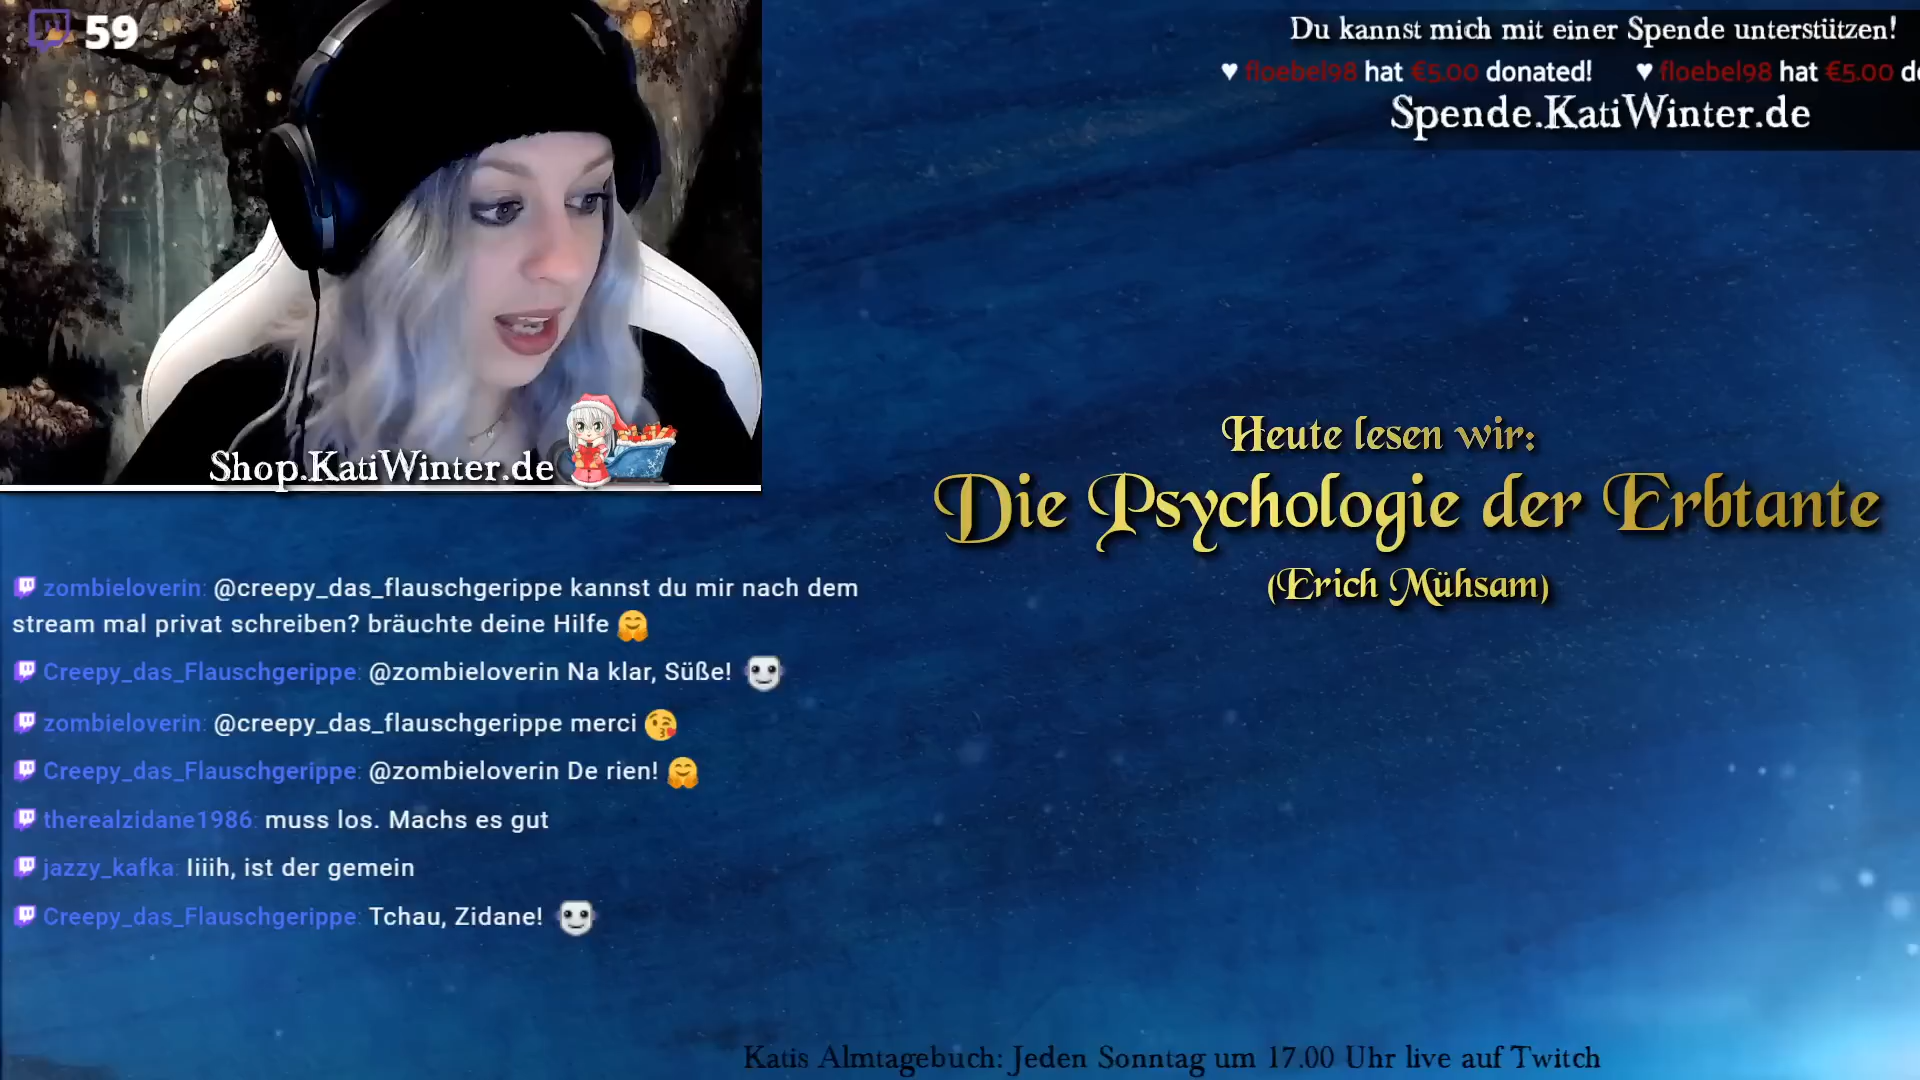 59
Du kannst mich mit einer Spende unterstützen!
♥ floebel98 hat €5.00 donated! ♥ floebel98 hat €5.00 do
Spende.KatiWinter.de
Shop.KatiWinter.de
Heute lesen wir:
Die Psychologie der Erbtante
(Erich Mühsam)
zombieloverin: @creepy_das_flauschgerippe kannst du mir nach dem
stream mal privat schreiben? bräuchte deine Hilfe 🤗
Creepy_das_Flauschgerippe: @zombieloverin Na klar, Süße!
zombieloverin: @creepy_das_flauschgerippe merci 😘
Creepy_das_Flauschgerippe: @zombieloverin De rien! 🤗
therealzidane1986: muss los. Machs es gut
jazzy_kafka: Iiiih, ist der gemein
Creepy_das_Flauschgerippe: Tchau, Zidane!
Katis Almtagebuch: Jeden Sonntag um 17.00 Uhr live auf Twitch